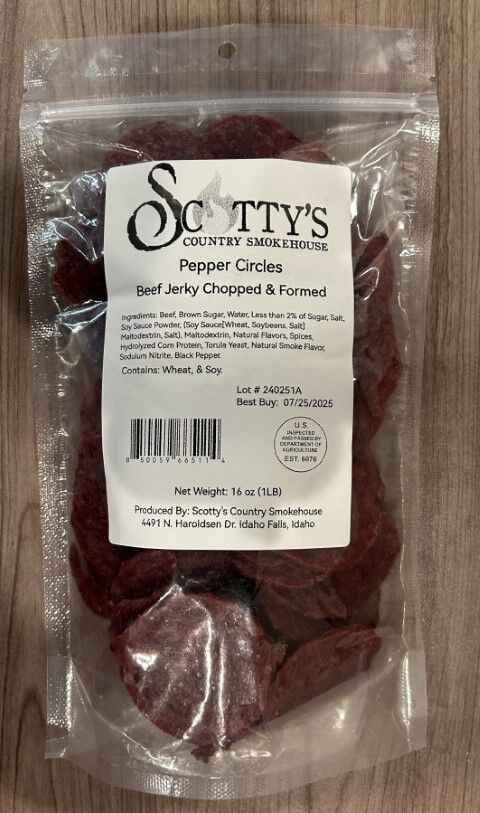 SCOTTY'S
COUNTRY SMOKEHOUSE
Pepper Circles
Beef Jerky Chopped & Formed
Ingredients: Beef, Brown Sugar, Water, Less than 2% of Sugar, Salt,
Soy Sauce Powder, (Soy Sauce[Wheat, Soybeans, Salt]
Maltodextrin, Salt), Maltodextrin, Natural Flavors, Spices,
Hydrolyzed Corn Protein, Torula Yeast, Natural Smoke Flavor,
Soduium Nitrite, Black Pepper.
Contains: Wheat, & Soy.
Lot # 240251A
Best Buy: 07/25/2025
8 50059 66511 4
U.S.
INSPECTED
AND PASSED BY
DEPARTMENT OF
AGRICULTURE
EST. 6076
Net Weight: 16 oz (1LB)
Produced By: Scotty's Country Smokehouse
4491 N. Haroldsen Dr. Idaho Falls, Idaho